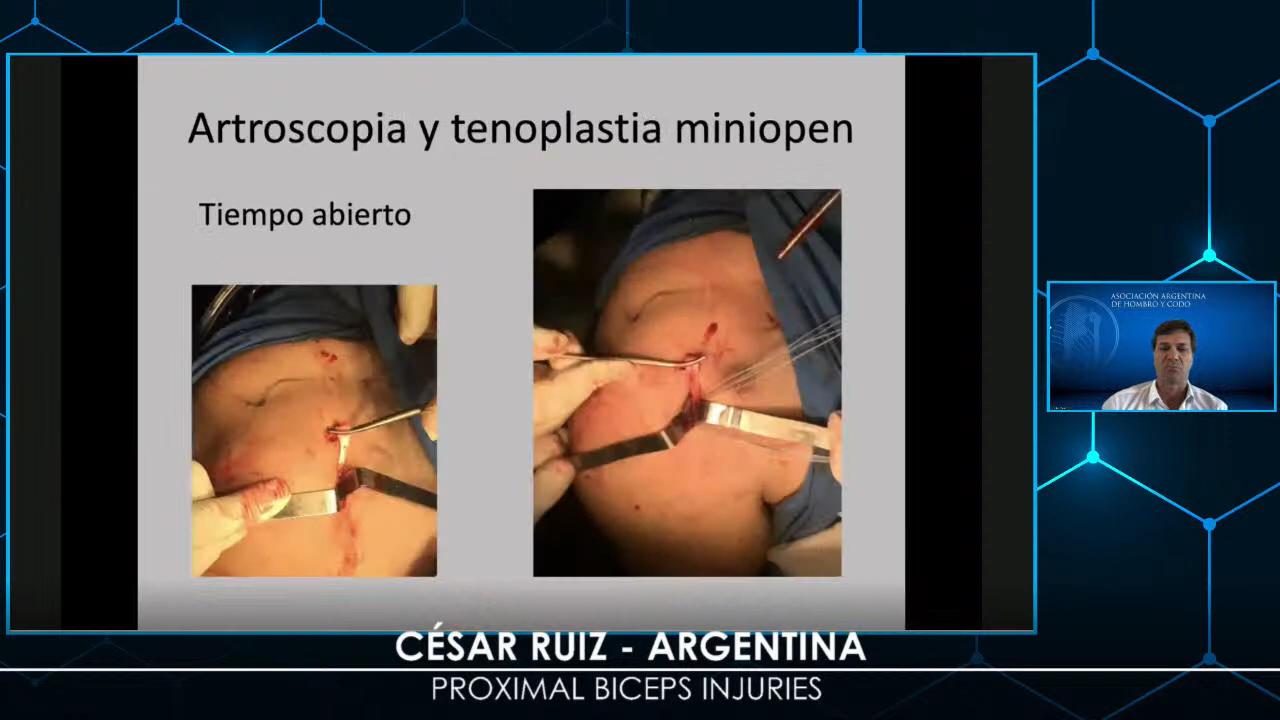 Artroscopia y tenoplastia miniopen
Tiempo abierto
ASOCIACIÓN ARGENTINA
DE HOMBRO Y CODO
CÉSAR RUIZ - ARGENTINA
PROXIMAL BICEPS INJURIES